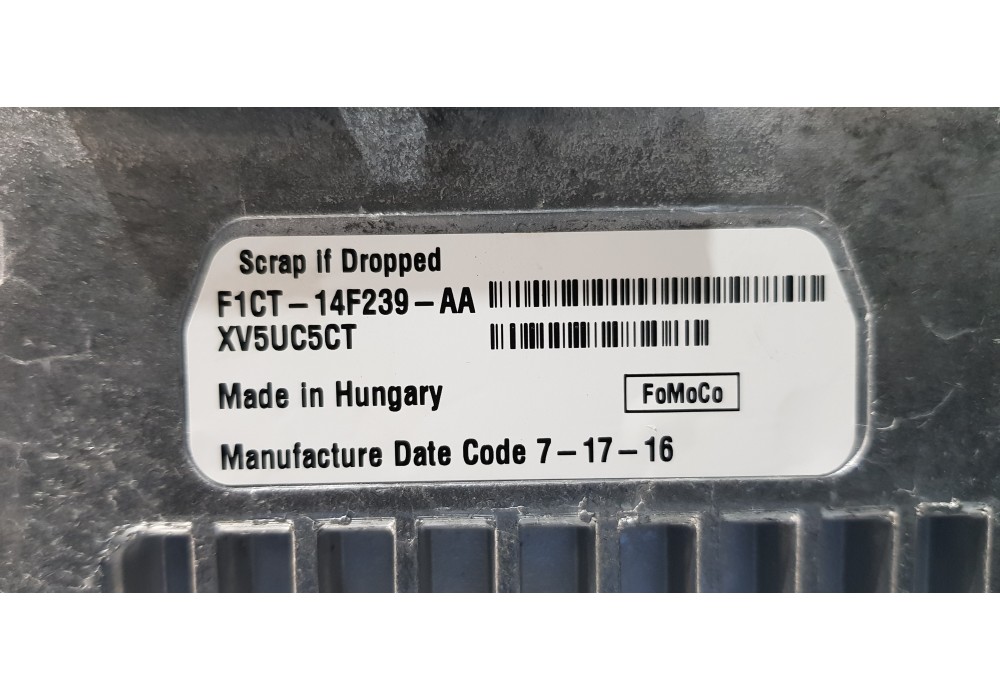 Scrap if Dropped
F1CT-14F239-AA
XV5UC5CT
Made in Hungary
FoMoCo
Manufacture Date Code 7-17-16